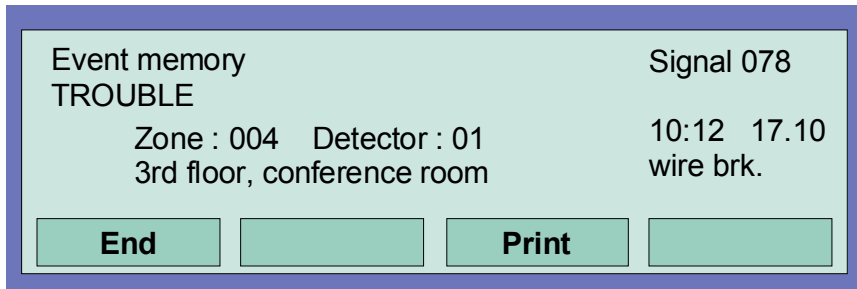 Event memory
Signal 078
TROUBLE
Zone : 004 Detector : 01
10:12 17.10
3rd floor, conference room
wire brk.
End
Print